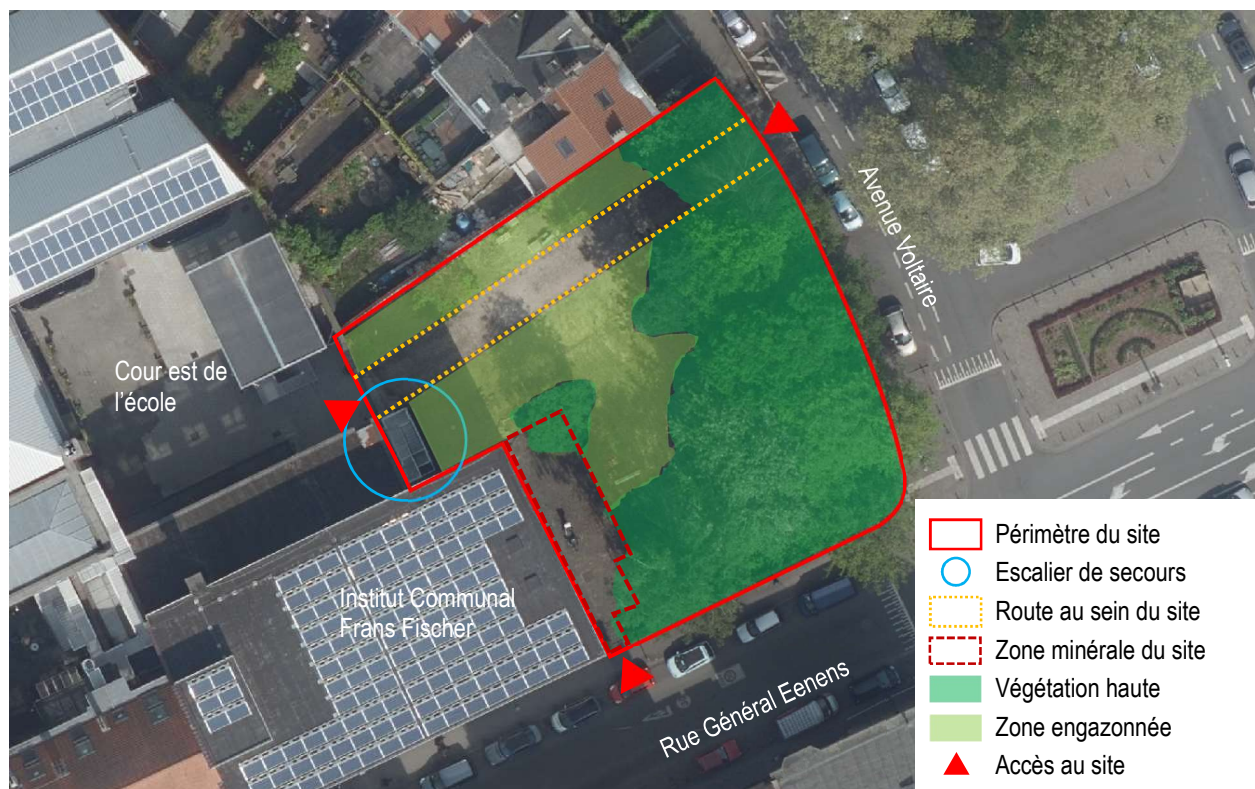 Avenue Voltaire
Cour est de
l'école
Institut Communal
Frans Fischer
Rue Général Eenens
Périmètre du site
Escalier de secours
Route au sein du site
Zone minérale du site
Végétation haute
Zone engazonnée
Accès au site